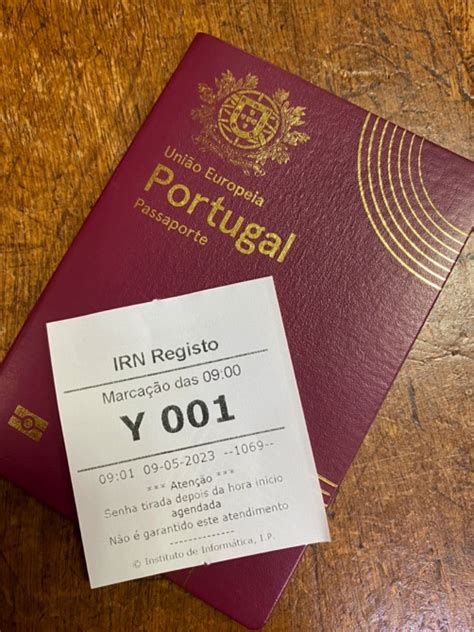 União Europeia
Portugal
Passaporte
IRN Registo
Marcação das 09:00
Y 001
09:01 09-05-2023 --1069--
*** Atenção ***
Senha tirada depois da hora inicio
agendada
Não é garantido este atendimento
--------------
© Instituto de Informática, I.P.